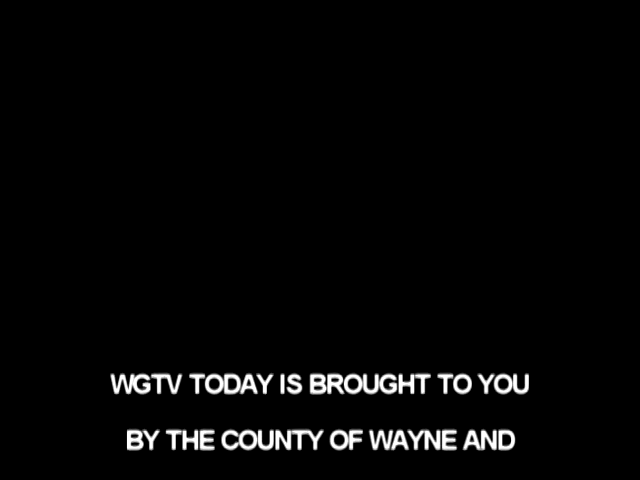 WGTV TODAY IS BROUGHT TO YOU
BY THE COUNTY OF WAYNE AND